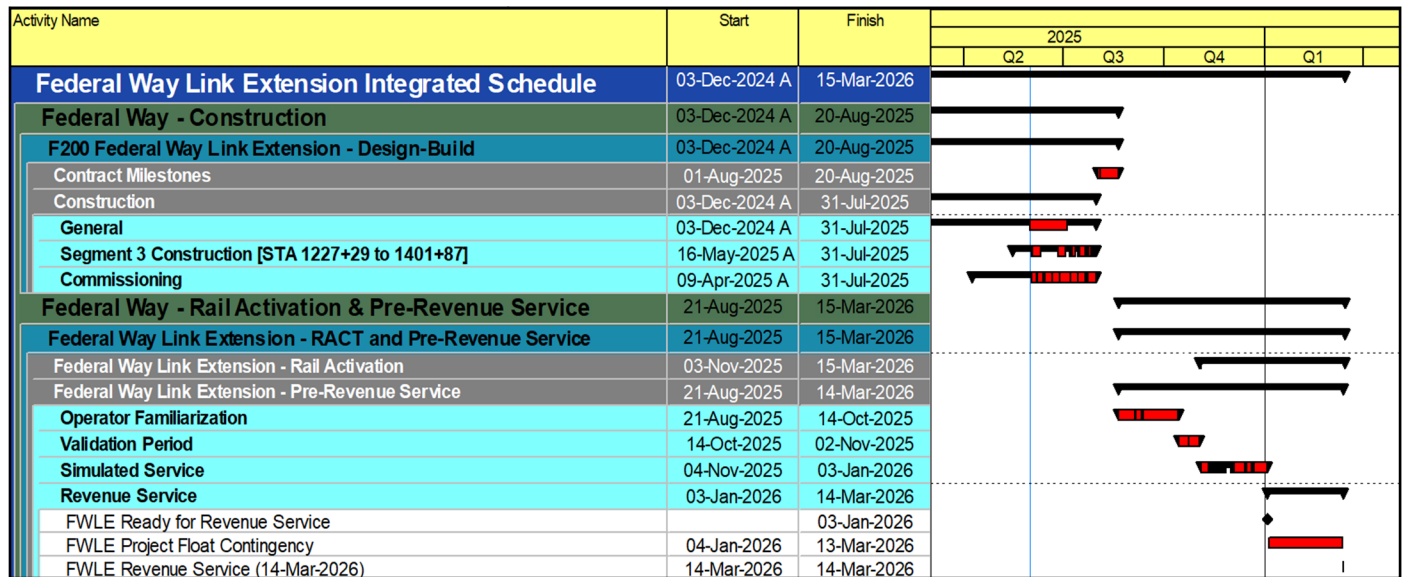 Activity Name Start Finish
2025
Q2 Q3 Q4 Q1
Federal Way Link Extension Integrated Schedule 03-Dec-2024 A 15-Mar-2026
Federal Way - Construction 03-Dec-2024 A 20-Aug-2025
F200 Federal Way Link Extension - Design-Build 03-Dec-2024 A 20-Aug-2025
Contract Milestones 01-Aug-2025 20-Aug-2025
Construction 03-Dec-2024 A 31-Jul-2025
General 03-Dec-2024 A 31-Jul-2025
Segment 3 Construction [STA 1227+29 to 1401+87] 16-May-2025 A 31-Jul-2025
Commissioning 09-Apr-2025 A 31-Jul-2025
Federal Way - Rail Activation & Pre-Revenue Service 21-Aug-2025 15-Mar-2026
Federal Way Link Extension - RACT and Pre-Revenue Service 21-Aug-2025 15-Mar-2026
Federal Way Link Extension - Rail Activation 03-Nov-2025 15-Mar-2026
Federal Way Link Extension - Pre-Revenue Service 21-Aug-2025 14-Mar-2026
Operator Familiarization 21-Aug-2025 14-Oct-2025
Validation Period 14-Oct-2025 02-Nov-2025
Simulated Service 04-Nov-2025 03-Jan-2026
Revenue Service 03-Jan-2026 14-Mar-2026
FWLE Ready for Revenue Service 03-Jan-2026
FWLE Project Float Contingency 04-Jan-2026 13-Mar-2026
FWLE Revenue Service (14-Mar-2026) 14-Mar-2026 14-Mar-2026